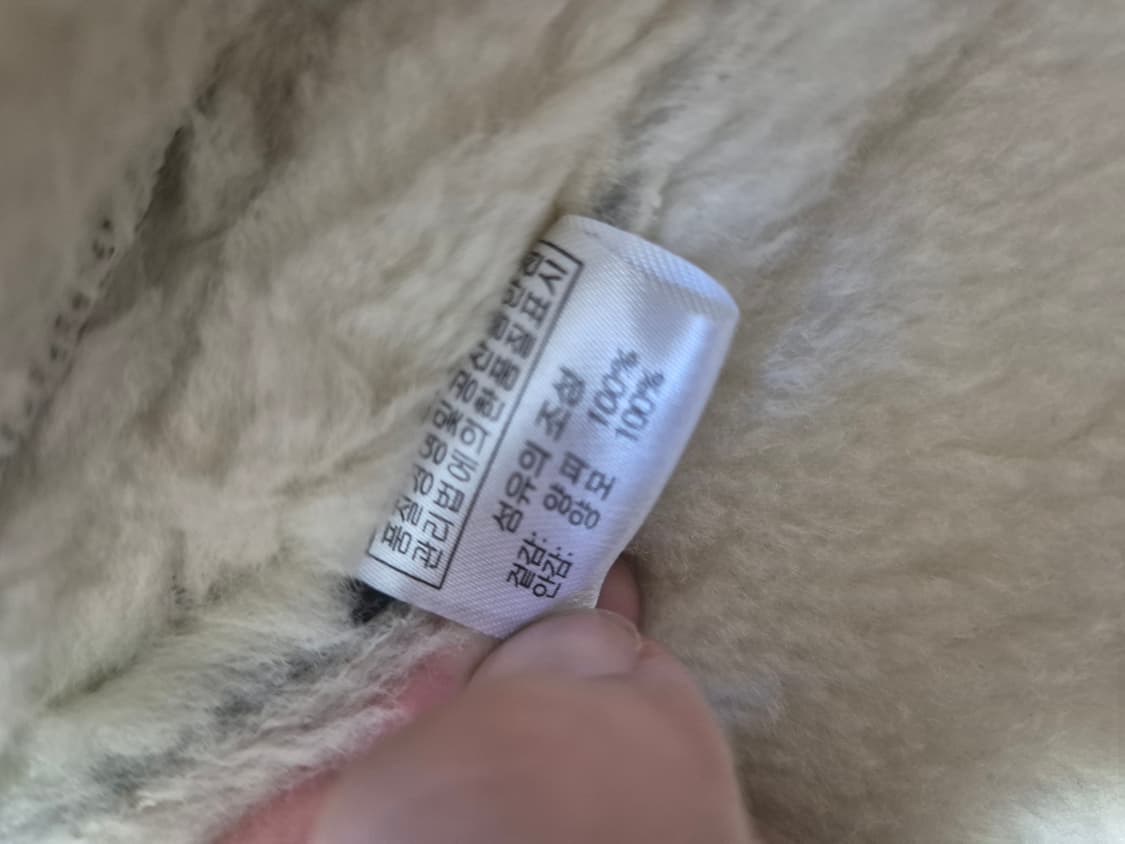 품질경영 및 공산품안전
관리법에의한품질표시
섬유의 조성
겉감: 양피 100%
안감: 양모 100%